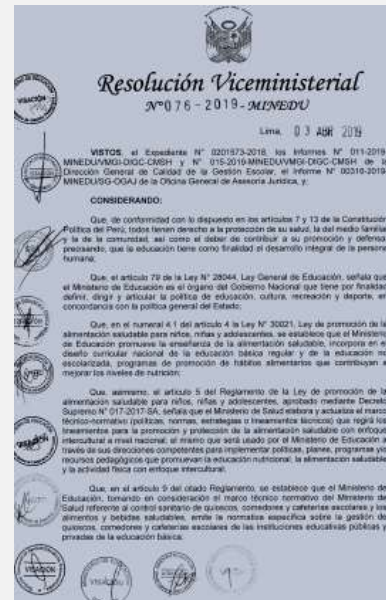 Resolución Viceministerial
N°076-2019-MINEDU
Lima, 03 ABR 2019
VISTOS, el Expediente N° 0201573-2018, los Informes N° 011-2019-
MINEDU/VMGI-DIGC-CMSH y N° 015-2019-MINEDU/VMGI-DIGC-CMSH de la
Dirección General de Calidad de la Gestión Escolar, el Informe N° 00310-2019-
MINEDU/SG-OGAJ de la Oficina General de Asesoría Jurídica, y;
CONSIDERANDO:
Que, de conformidad con lo dispuesto en los artículos 7 y 13 de la Constitución
Política del Perú, todos tienen derecho a la protección de su salud, la del medio familiar
y la de la comunidad, así como el deber de contribuir a su promoción y defensa;
precisando, que la educación tiene como finalidad el desarrollo integral de la persona
humana;
Que, el artículo 79 de la Ley N° 28044, Ley General de Educación, señala que
el Ministerio de Educación es el órgano del Gobierno Nacional que tiene por finalidad
definir, dirigir y articular la política de educación, cultura, recreación y deporte, en
concordancia con la política general del Estado;
Que, en el numeral 4.1 del artículo 4 la Ley N° 30021, Ley de promoción de la
alimentación saludable para niños, niñas y adolescentes, se establece que el Ministerio
de Educación promueve la enseñanza de la alimentación saludable, incorpora en el
diseño curricular nacional de la educación básica regular y de la educación no
escolarizada, programas de promoción de hábitos alimentarios que contribuyan a
mejorar los niveles de nutrición;
Que, asimismo, el artículo 5 del Reglamento de la Ley de promoción de la
alimentación saludable para niños, niñas y adolescentes, aprobado mediante Decreto
Supremo N° 017-2017-SA, señala que el Ministerio de Salud elabora y actualiza el marco
técnico-normativo (políticas, normas, estrategias o lineamientos técnicos) que regirá los
lineamientos para la promoción y protección de la alimentación saludable con enfoque
intercultural a nivel nacional, el mismo que será usado por el Ministerio de Educación a
través de sus direcciones competentes para implementar políticas, planes, programas y/o
recursos pedagógicos que promuevan la educación nutricional, la alimentación saludable
y la actividad física con enfoque intercultural;
Que, en el artículo 9 del citado Reglamento, se establece que el Ministerio de
Educación, tomando en consideración el marco técnico normativo del Ministerio de
Salud referente al control sanitario de quioscos, comedores y cafeterías escolares y los
alimentos y bebidas saludables, emite la normativa específica sobre la gestión de
quioscos, comedores y cafeterías escolares de las instituciones educativas públicas y
privadas de la educación básica;
VISACIÓN
VISACIÓN
VISACIÓN